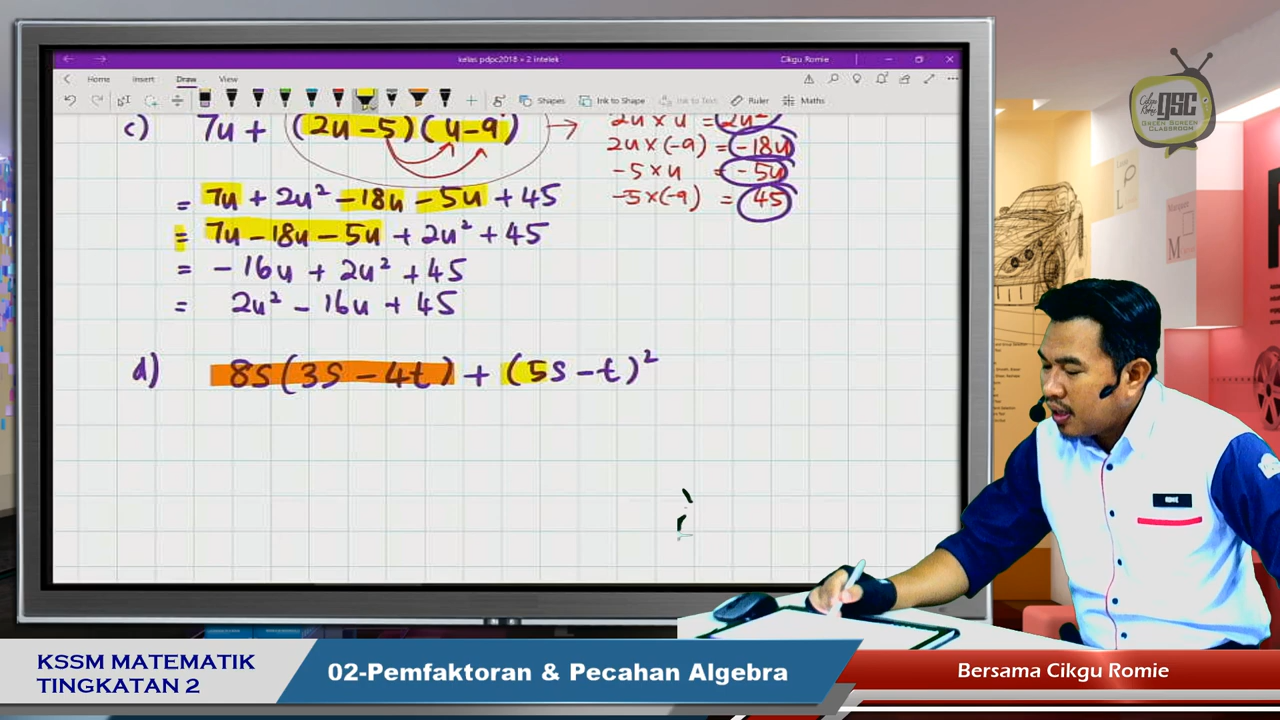 kelas pdpc2018 » 2 intelek Cikgu Romie
Home Insert Draw View
Shapes Ink to Shape Ink to Text Ruler Maths
c) 7u + (2u - 5)(u - 9) →
2u × u = 2u²
2u × (-9) = -18u
-5 × u = -5u
-5 × (-9) = 45
= 7u + 2u² - 18u - 5u + 45
= 7u - 18u - 5u + 2u² + 45
= - 16u + 2u² + 45
= 2u² - 16u + 45
d) 8s(3s - 4t) + (5s - t)²
Cikgu Romie gsc
GREEN SCREEN
CLASSROOM
KSSM MATEMATIK
TINGKATAN 2
02-Pemfaktoran & Pecahan Algebra
Bersama Cikgu Romie